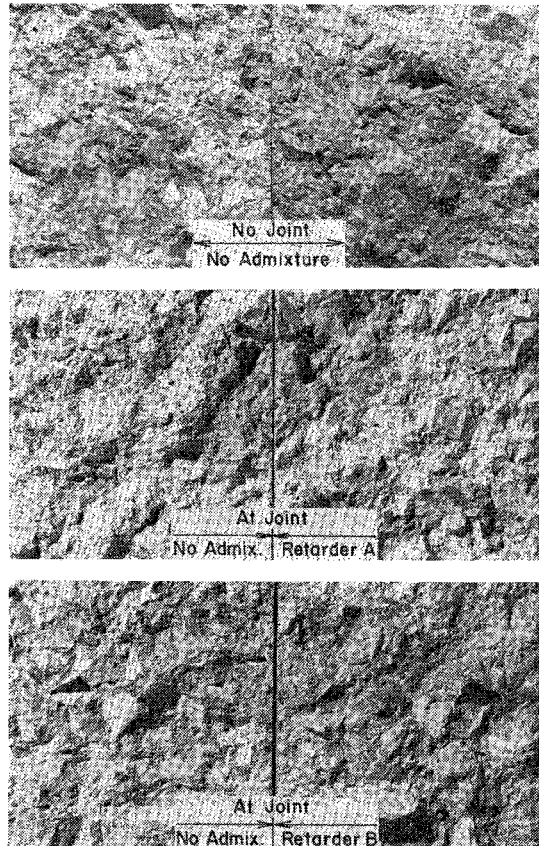 No Joint
No Admixture
At Joint
No Admix. Retarder A
At Joint
No Admix. Retarder B